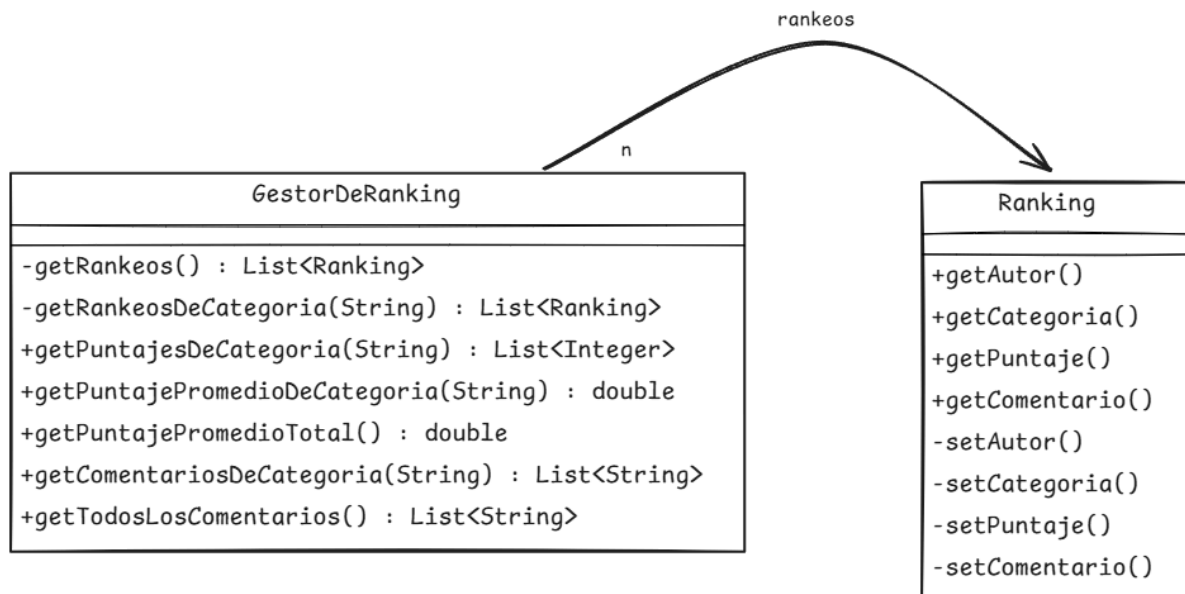 rankeos
n
GestorDeRanking
-getRankeos() : List<Ranking>
-getRankeosDeCategoria(String) : List<Ranking>
+getPuntajesDeCategoria(String) : List<Integer>
+getPuntajePromedioDeCategoria(String) : double
+getPuntajePromedioTotal() : double
+getComentariosDeCategoria(String) : List<String>
+getTodosLosComentarios() : List<String>
Ranking
+getAutor()
+getCategoria()
+getPuntaje()
+getComentario()
-setAutor()
-setCategoria()
-setPuntaje()
-setComentario()